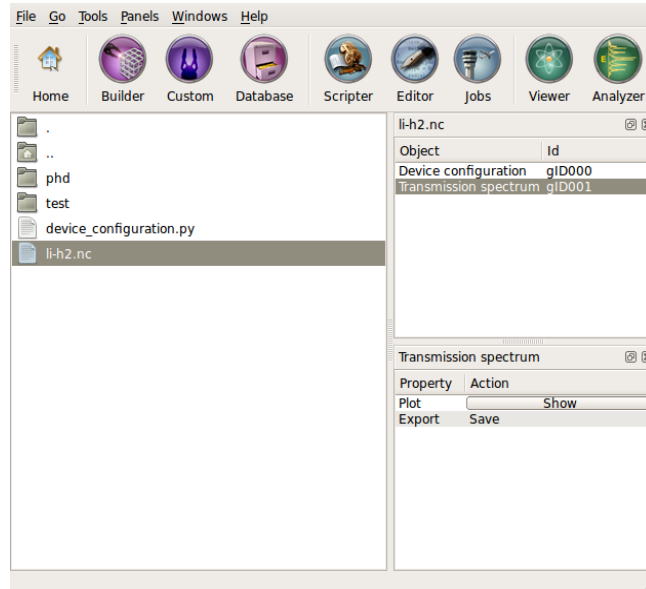 File Go Tools Panels Windows Help
Home Builder Custom Database Scripter Editor Jobs Viewer Analyzer
.
..
phd
test
device_configuration.py
li-h2.nc
li-h2.nc
Object Id
Device configuration gID000
Transmission spectrum gID001
Transmission spectrum
Property Action
Plot Show
Export Save